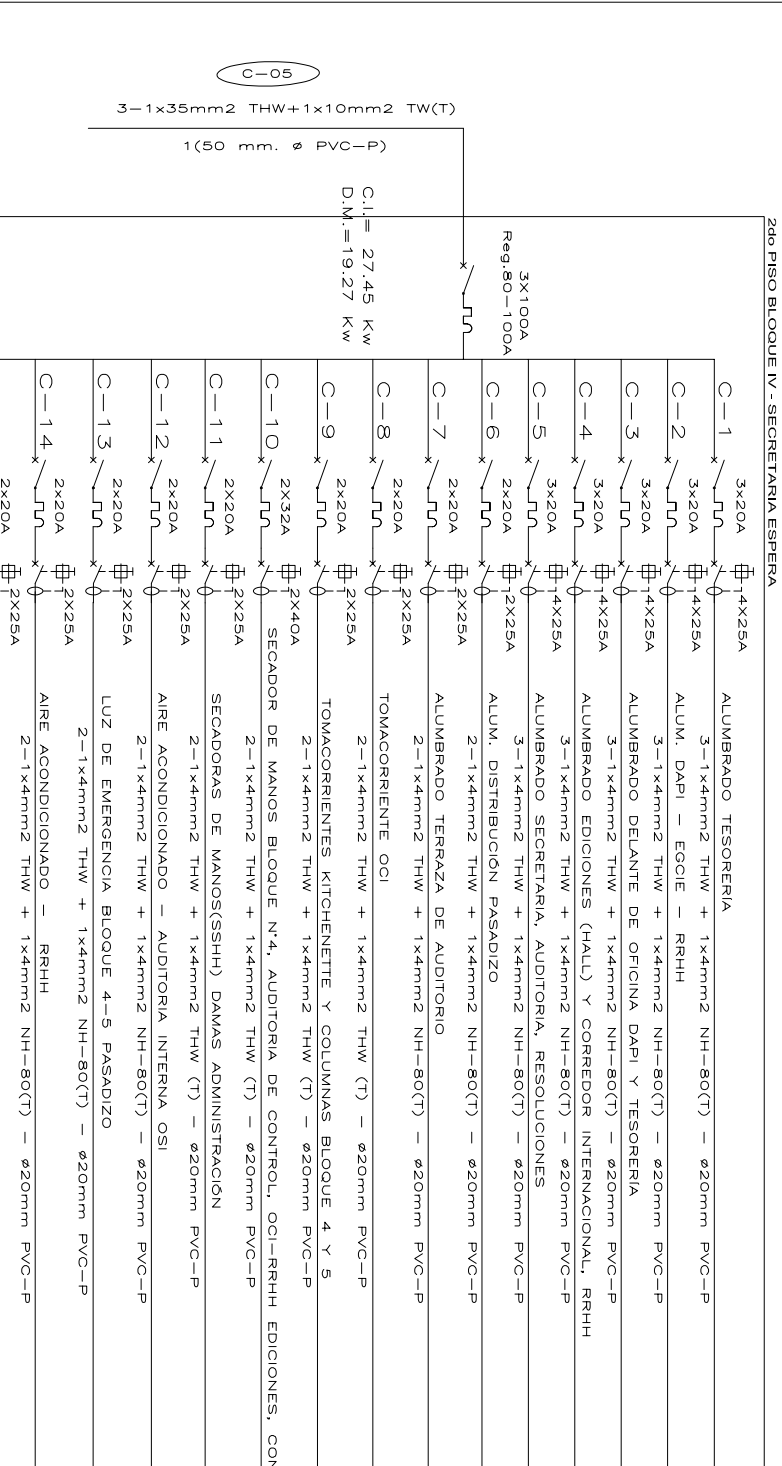 C-05
3-1x35mm2 THW+1x10mm2 TW(T)
1(50 mm. ø PVC-P)
C.I.= 27.45 Kw
D.M.=19.27 Kw
3X100A
Reg.80-100A
2do PISO BLOQUE IV - SECRETARIA ESPERA
C-1
3x20A
4X25A
ALUMBRADO TESORERÍA
3-1x4mm2 THW + 1x4mm2 NH-80(T) - ø20mm PVC-P
C-2
3x20A
4X25A
ALUM. DAPI - EGCIE - RRHH
3-1x4mm2 THW + 1x4mm2 NH-80(T) - ø20mm PVC-P
C-3
3x20A
4X25A
ALUMBRADO DELANTE DE OFICINA DAPI Y TESORERÍA
3-1x4mm2 THW + 1x4mm2 NH-80(T) - ø20mm PVC-P
C-4
3x20A
4X25A
ALUMBRADO EDICIONES (HALL) Y CORREDOR INTERNACIONAL, RRHH
3-1x4mm2 THW + 1x4mm2 NH-80(T) - ø20mm PVC-P
C-5
3x20A
4X25A
ALUMBRADO SECRETARIA, AUDITORIA, RESOLUCIONES
3-1x4mm2 THW + 1x4mm2 NH-80(T) - ø20mm PVC-P
C-6
2x20A
2X25A
ALUM. DISTRIBUCIÓN PASADIZO
2-1x4mm2 THW + 1x4mm2 NH-80(T) - ø20mm PVC-P
C-7
2x20A
2X25A
ALUMBRADO TERRAZA DE AUDITORIO
2-1x4mm2 THW + 1x4mm2 NH-80(T) - ø20mm PVC-P
C-8
2x20A
2X25A
TOMACORRIENTE OCI
2-1x4mm2 THW + 1x4mm2 THW (T) - ø20mm PVC-P
C-9
2x20A
2X25A
TOMACORRIENTES KITCHENETTE Y COLUMNAS BLOQUE 4 Y 5
2-1x4mm2 THW + 1x4mm2 THW (T) - ø20mm PVC-P
C-10
2X32A
2X40A
SECADOR DE MANOS BLOQUE N°4, AUDITORIA DE CONTROL, OCI-RRHH EDICIONES,
2-1x4mm2 THW + 1x4mm2 THW (T) - ø20mm PVC-P
C-11
2X20A
2X25A
SECADORAS DE MANOS(SSHH) DAMAS ADMINISTRACIÓN
2-1x4mm2 THW + 1x4mm2 THW (T) - ø20mm PVC-P
C-12
2x20A
2X25A
AIRE ACONDICIONADO - AUDITORIA INTERNA OSI
2-1x4mm2 THW + 1x4mm2 NH-80(T) - ø20mm PVC-P
C-13
2x20A
2X25A
LUZ DE EMERGENCIA BLOQUE 4-5 PASADIZO
2-1x4mm2 THW + 1x4mm2 NH-80(T) - ø20mm PVC-P
C-14
2x20A
2X25A
AIRE ACONDICIONADO - RRHH
2-1x4mm2 THW + 1x4mm2 NH-80(T) - ø20mm PVC-P
2x20A
2X25A